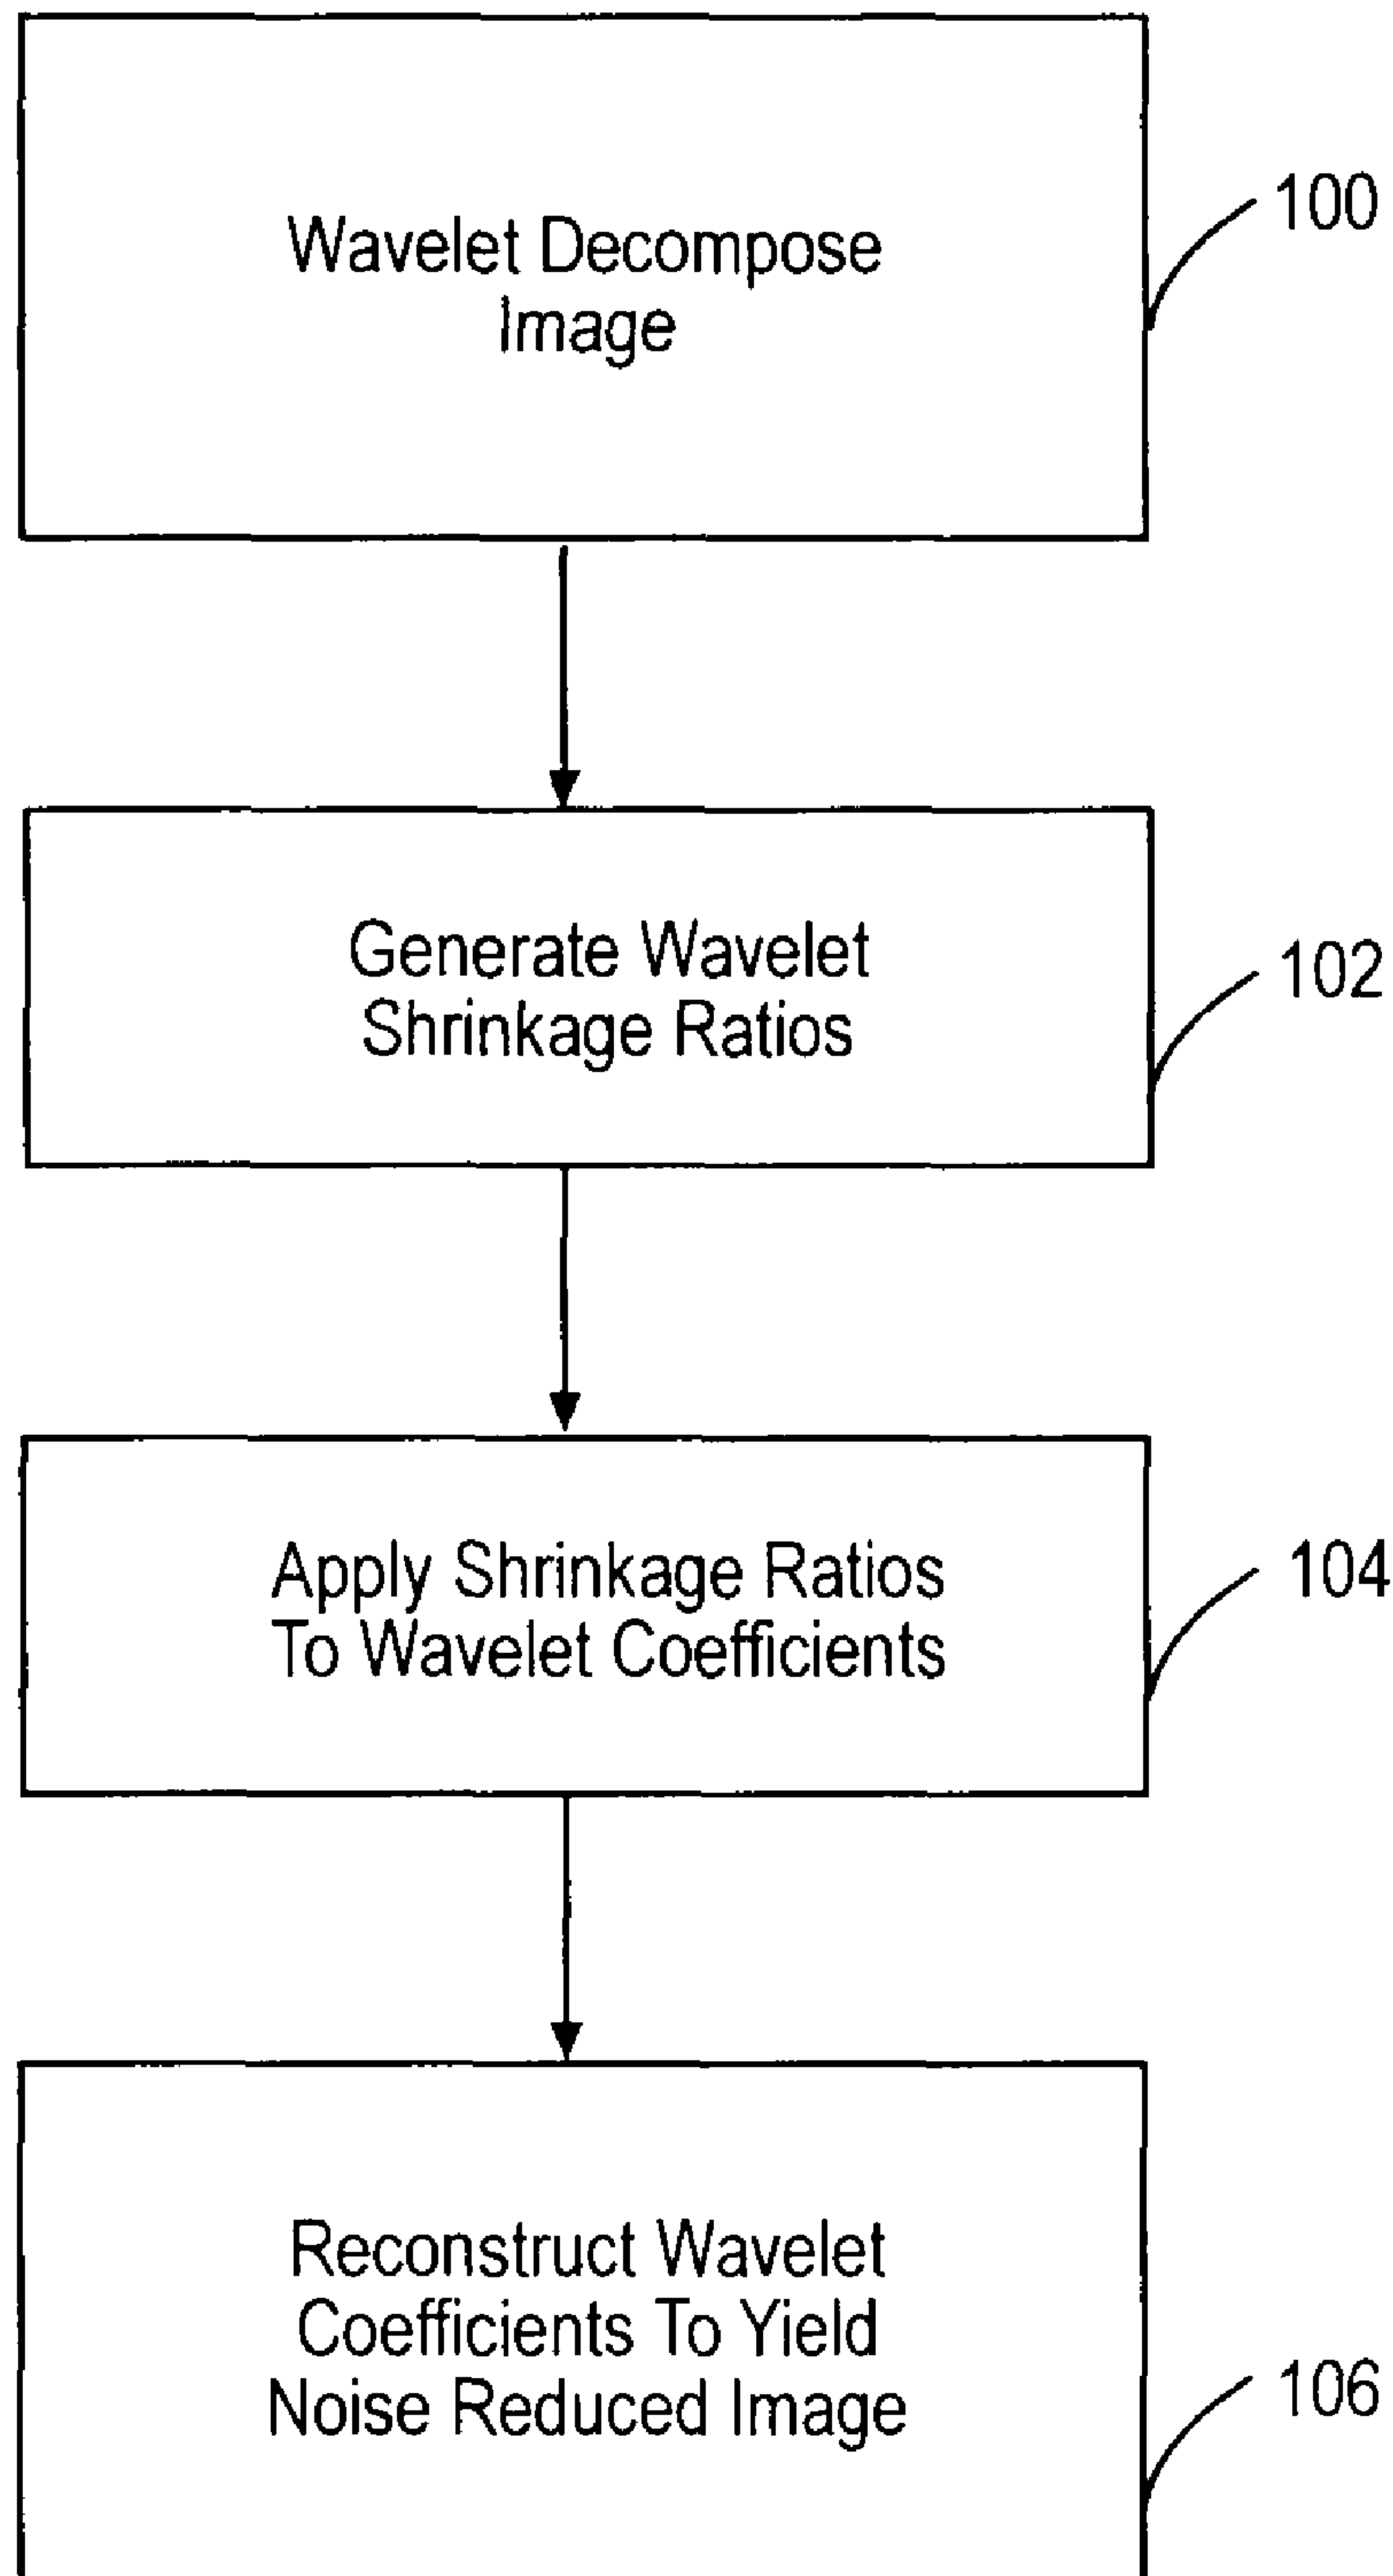 Wavelet Decompose
Image
100
Generate Wavelet
Shrinkage Ratios
102
Apply Shrinkage Ratios
To Wavelet Coefficients
104
Reconstruct Wavelet
Coefficients To Yield
Noise Reduced Image
106